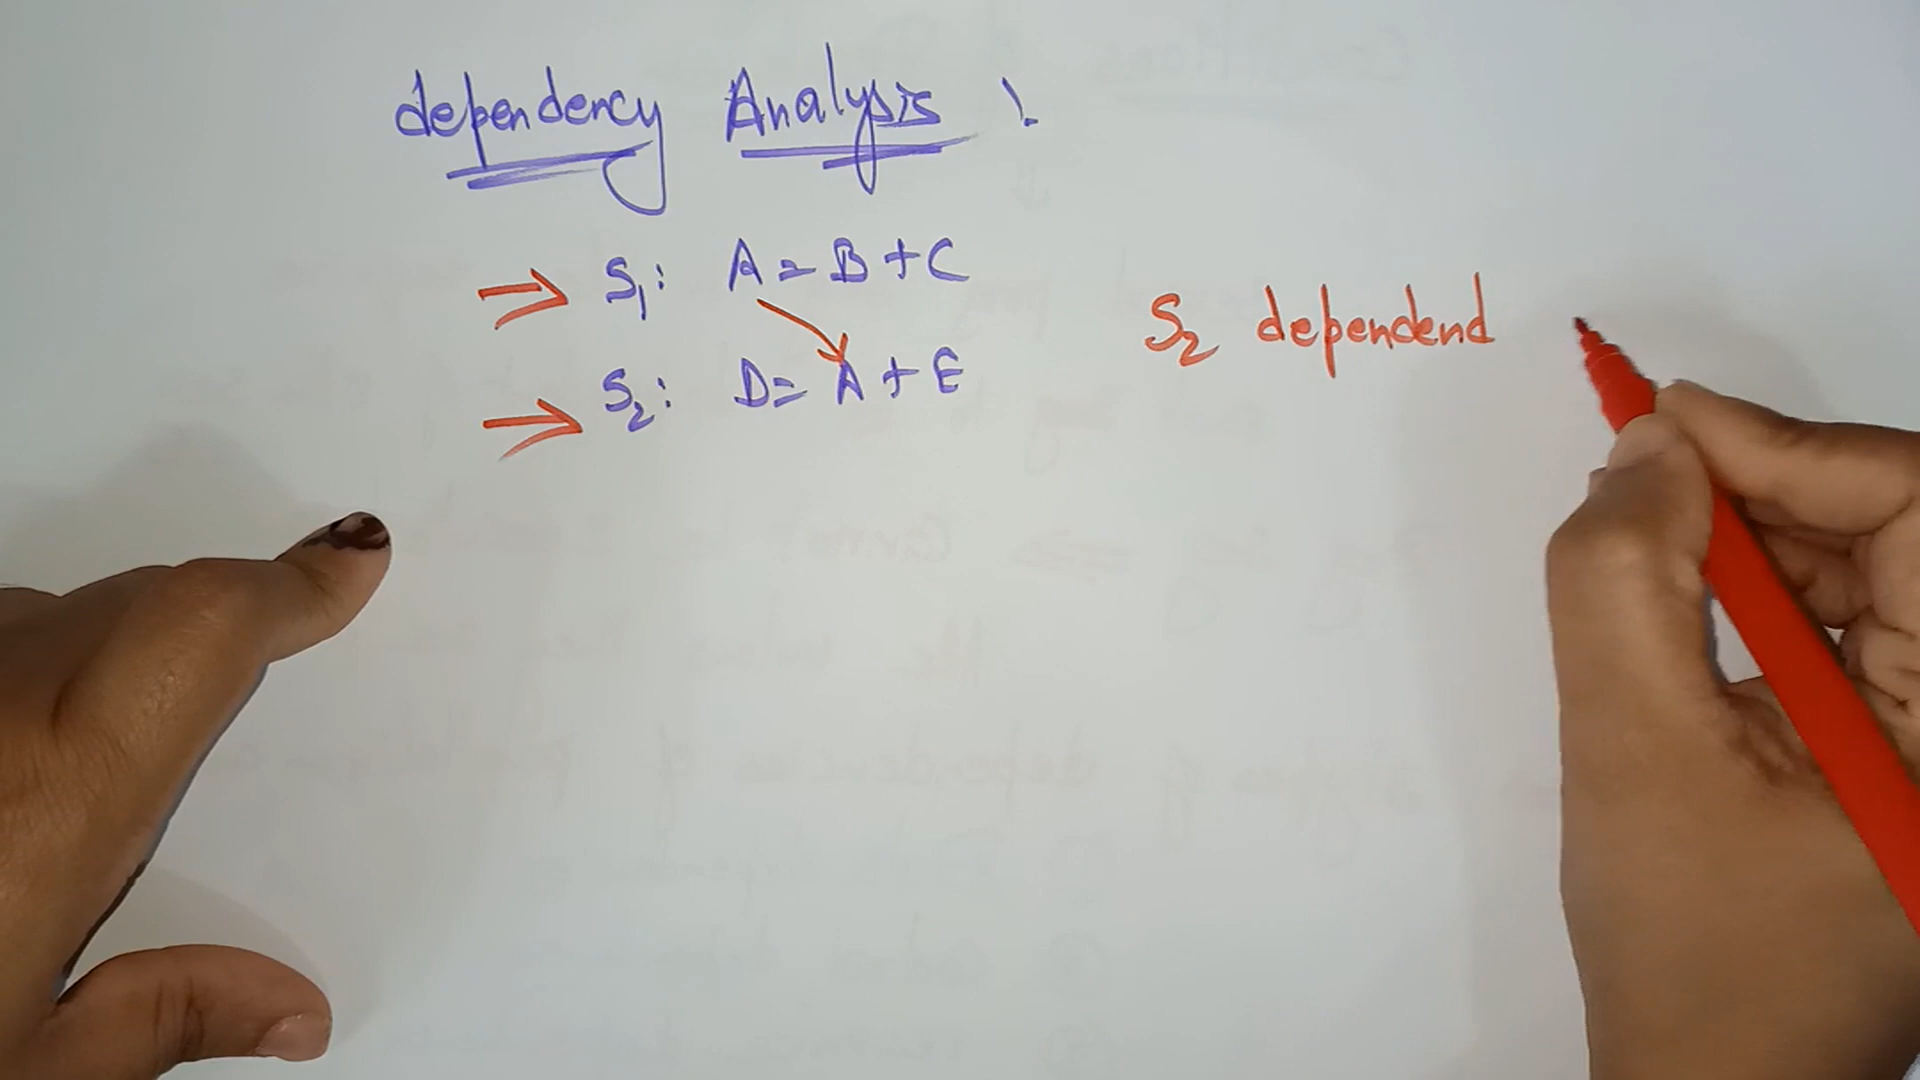 dependency Analysis :
S1: A = B + C
S2: D = A + E
S2 dependend